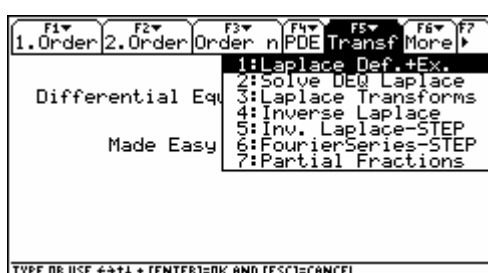 F1▾ F2▾ F3▾ F4▾ F5▾ F6▾ F7
1.Order 2.Order Order n PDE Transf More ▸
1:Laplace Def.+Ex.
2:Solve DEQ Laplace
Differential Equ 3:Laplace Transforms
4:Inverse Laplace
5:Inv. Laplace-STEP
Made Easy 6:FourierSeries-STEP
7:Partial Fractions
TYPE OR USE ←→↑↓ + [ENTER]=OK AND [ESC]=CANCEL